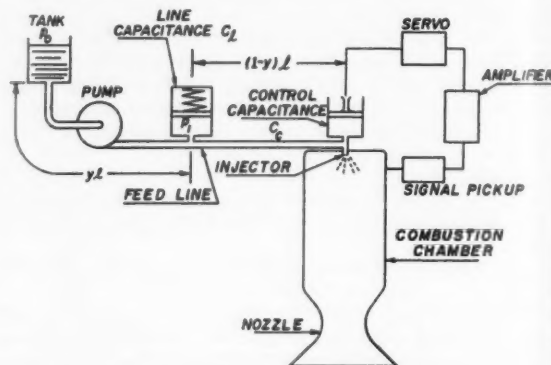 TANK
p₀
LINE
CAPACITANCE Cℓ
(1-y)ℓ
SERVO
PUMP
P₁
CONTROL
CAPACITANCE
C꜀
AMPLIFIER
INJECTOR
yℓ
FEED LINE
SIGNAL PICKUP
COMBUSTION
CHAMBER
NOZZLE